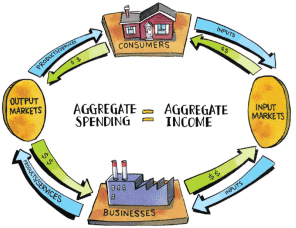 CONSUMERS
PRODUCTS/SERVICES
$ $
INPUTS
$ $
OUTPUT
MARKETS
AGGREGATE
SPENDING
=
AGGREGATE
INCOME
INPUT
MARKETS
$ $
PRODUCTS/SERVICES
$ $
INPUTS
BUSINESSES